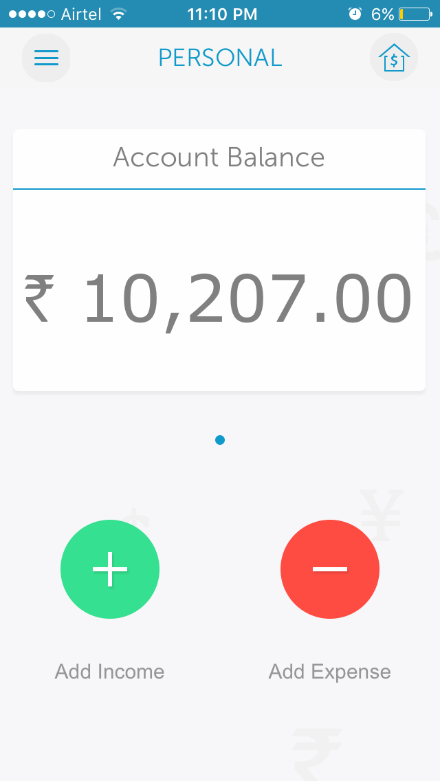 Airtel 11:10 PM 6%
PERSONAL
$
Account Balance
₹ 10,207.00
£
$
¥
+ −
Add Income Add Expense
₹